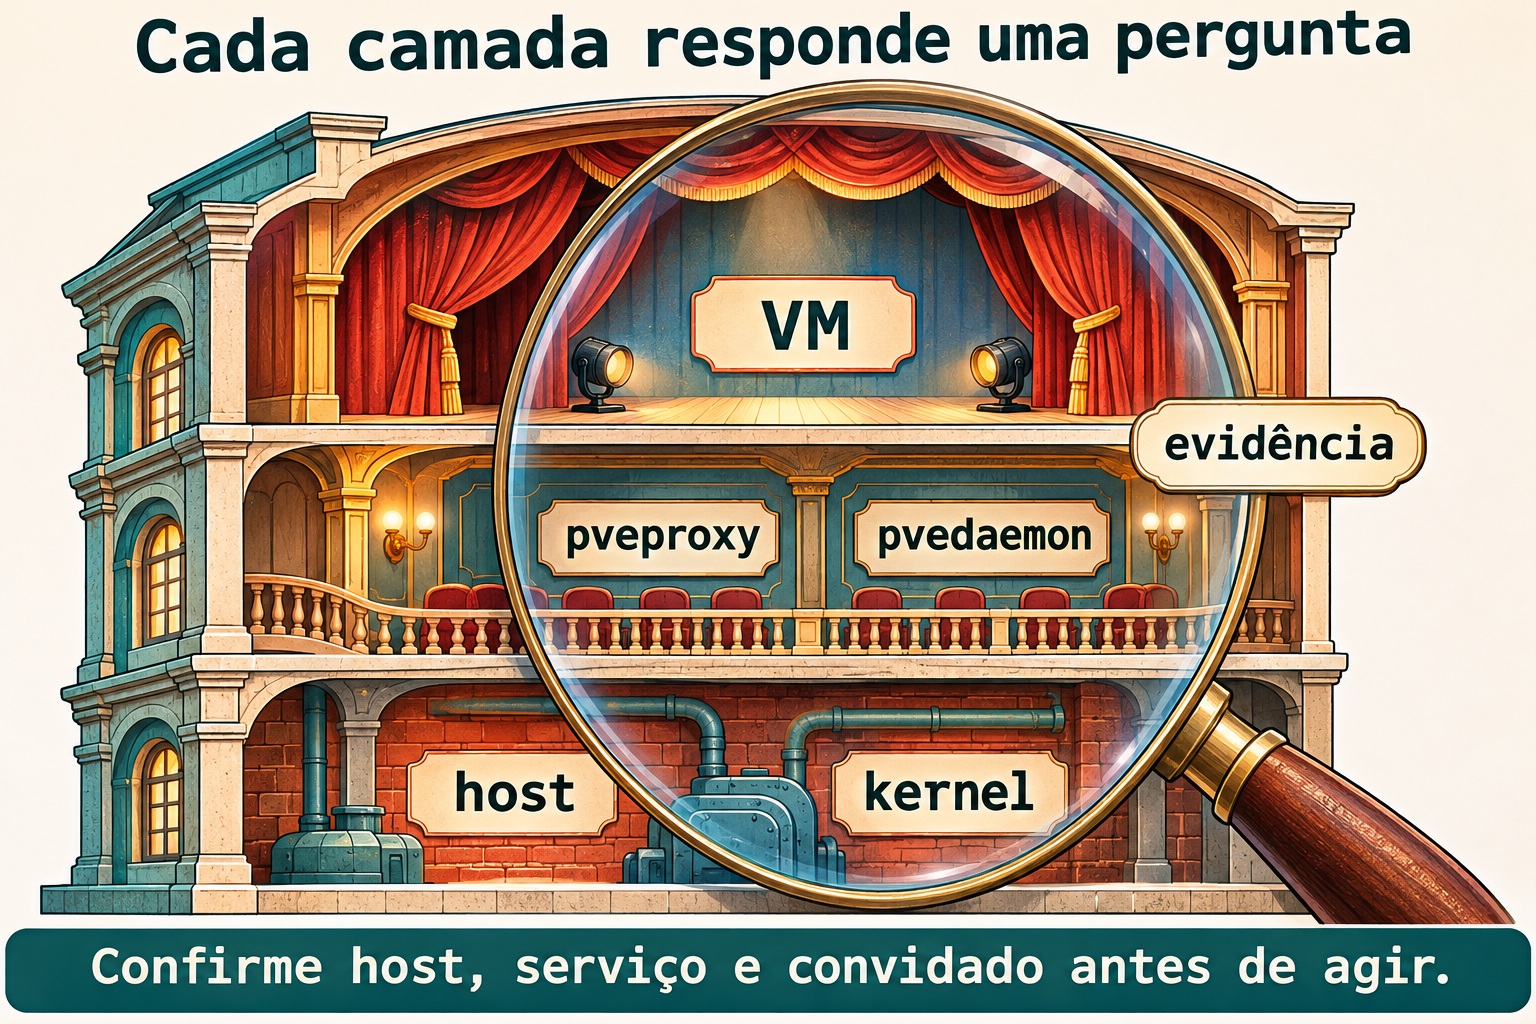 Cada camada responde uma pergunta
VM
evidência
pveproxy
pvedaemon
host
kernel
Confirme host, serviço e convidado antes de agir.